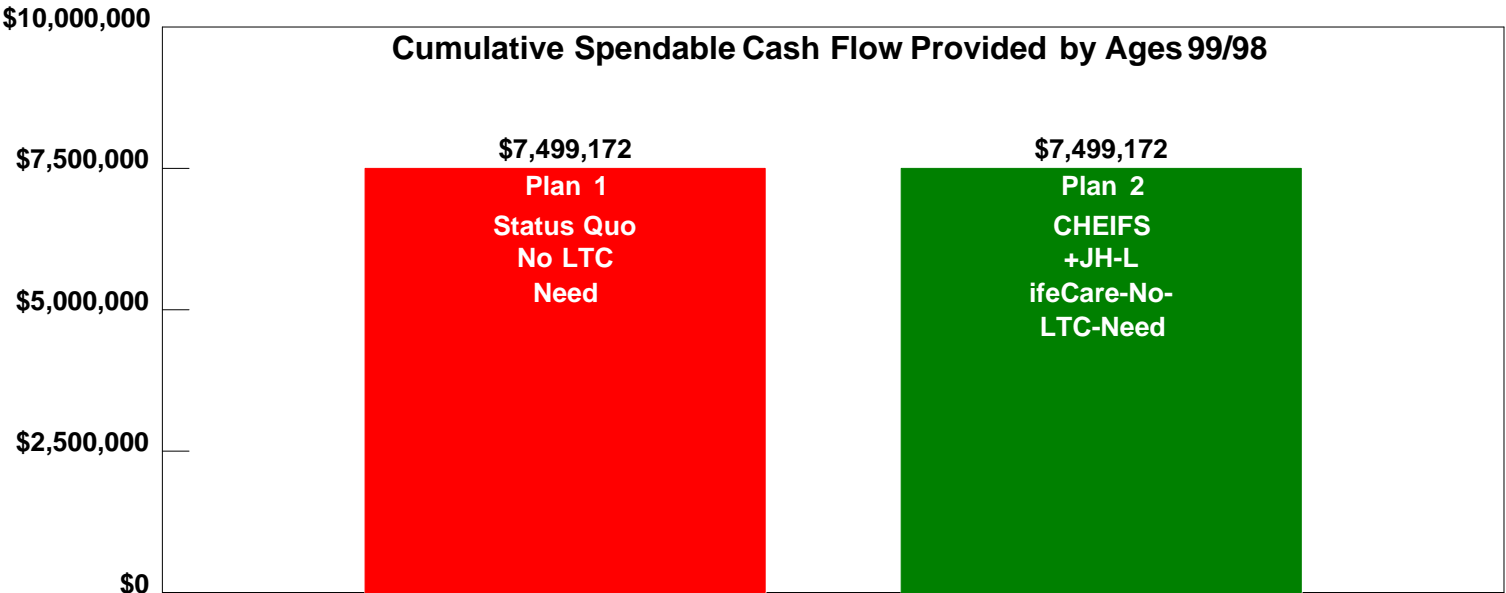 $10,000,000
Cumulative Spendable Cash Flow Provided by Ages 99/98
$7,499,172
$7,499,172
$7,500,000
Plan 1
Status Quo
No LTC
Need
Plan 2
CHEIFS
+JH-L
ifeCare-No-
LTC-Need
$5,000,000
$2,500,000
$0